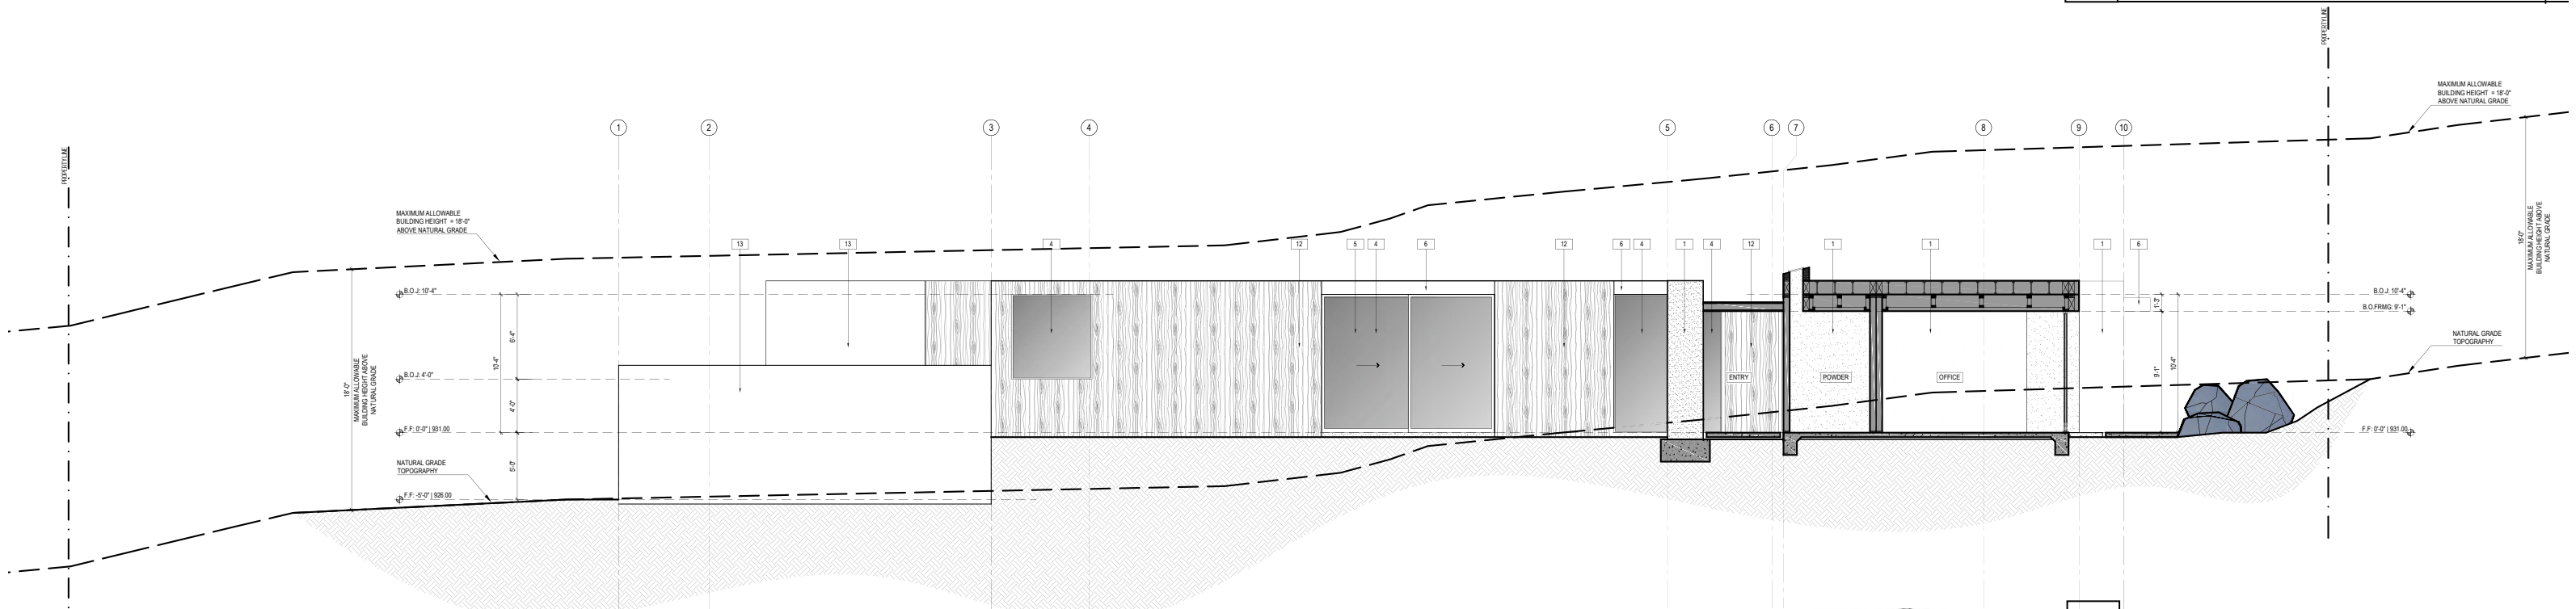 PROPERTY LINE
PROPERTY LINE
MAXIMUM ALLOWABLE
BUILDING HEIGHT = 18'-0"
ABOVE NATURAL GRADE
1
2
3
4
5
6
7
8
9
10
MAXIMUM ALLOWABLE
BUILDING HEIGHT = 18'-0"
ABOVE NATURAL GRADE
18'-0"
MAXIMUM ALLOWABLE
BUILDING HEIGHT ABOVE
NATURAL GRADE
13
13
4
12
5
4
6
12
6
4
1
4
12
1
1
1
6
B.O.J: 10'-4"
B.O.J: 10'-4"
1'-3"
B.O.FRMG: 9'-1"
6'-4"
10'-4"
NATURAL GRADE
TOPOGRAPHY
18'-0"
MAXIMUM ALLOWABLE
BUILDING HEIGHT ABOVE
NATURAL GRADE
B.O.J: 4'-0"
ENTRY
POWDER
OFFICE
9'-1"
10'-4"
4'-0"
F.F: 0'-0" | 931.00
F.F: 0'-0" | 931.00
NATURAL GRADE
TOPOGRAPHY
5'-0"
F.F: -5'-0" | 926.00